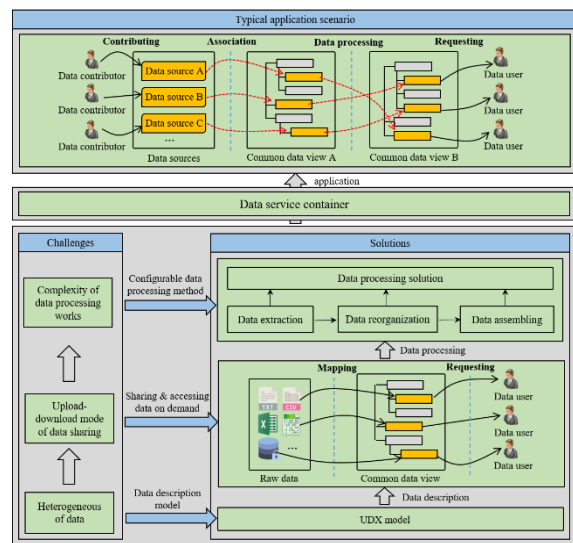 Typical application scenario
Contributing
Association
Data processing
Requesting
Data contributor
Data contributor
Data contributor
Data source A
Data source B
Data source C
...
Data sources
Common data view A
Common data view B
Data user
Data user
Data user
application
Data service container
Challenges
Solutions
Complexity of
data processing
works
Configurable data
processing method
Data processing solution
Data extraction
Data reorganization
Data assembling
Data processing
Upload-
download mode
of data sharing
Sharing & accessing
data on demand
Mapping
Requesting
TXT
CSV
Raw data
Common data view
Data user
Data user
Data user
Data description
Heterogeneous
of data
Data description
model
UDX model